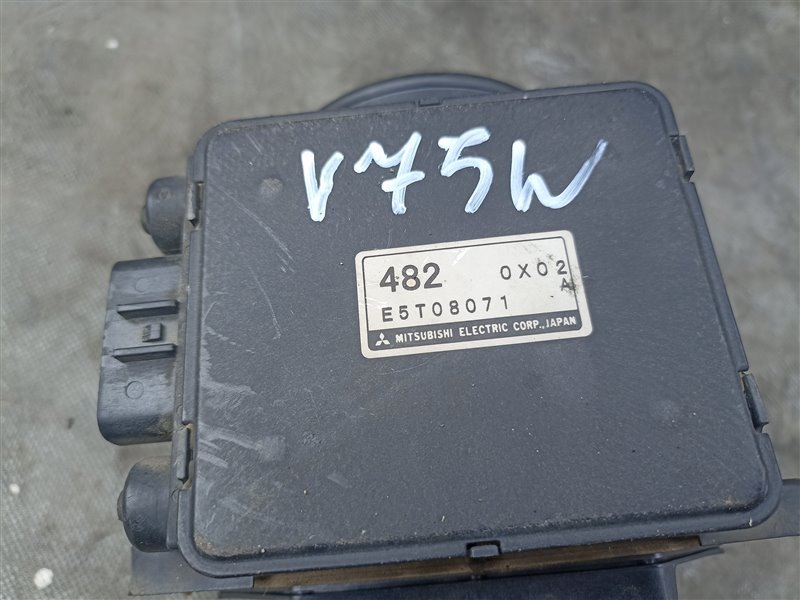 V75W
482 0X02
A
E5T08071
MITSUBISHI ELECTRIC CORP., JAPAN